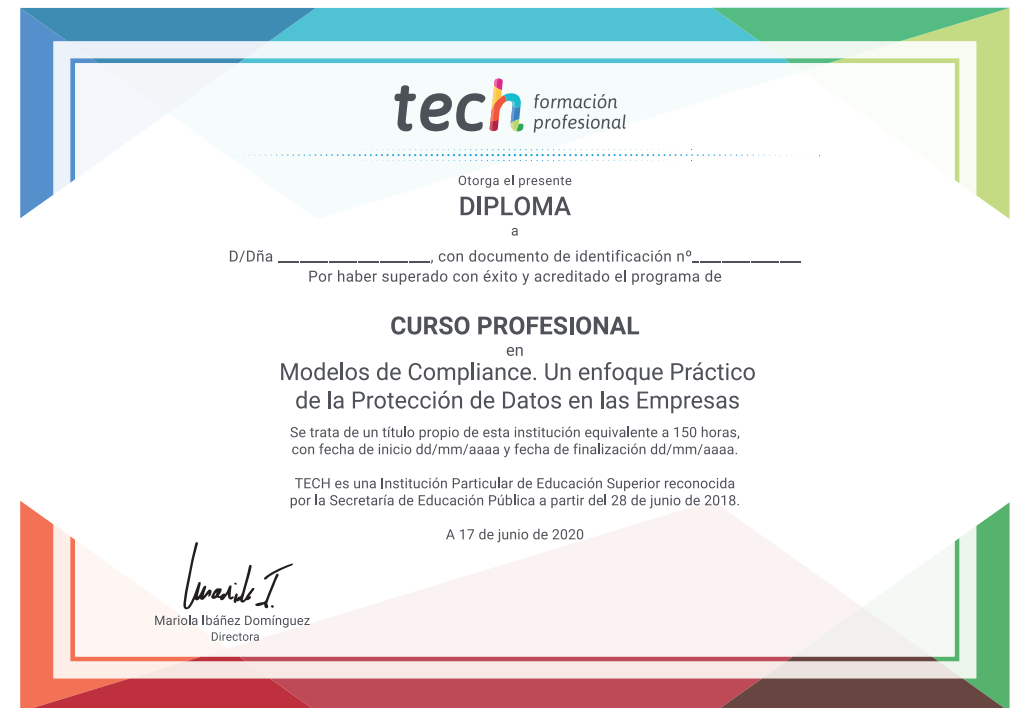 tech formación
profesional
Otorga el presente
DIPLOMA
a
D/Dña ______________, con documento de identificación nº__________
Por haber superado con éxito y acreditado el programa de
CURSO PROFESIONAL
en
Modelos de Compliance. Un enfoque Práctico
de la Protección de Datos en las Empresas
Se trata de un título propio de esta institución equivalente a 150 horas,
con fecha de inicio dd/mm/aaaa y fecha de finalización dd/mm/aaaa.
TECH es una Institución Particular de Educación Superior reconocida
por la Secretaría de Educación Pública a partir del 28 de junio de 2018.
A 17 de junio de 2020
Mariola Ibáñez Domínguez
Directora